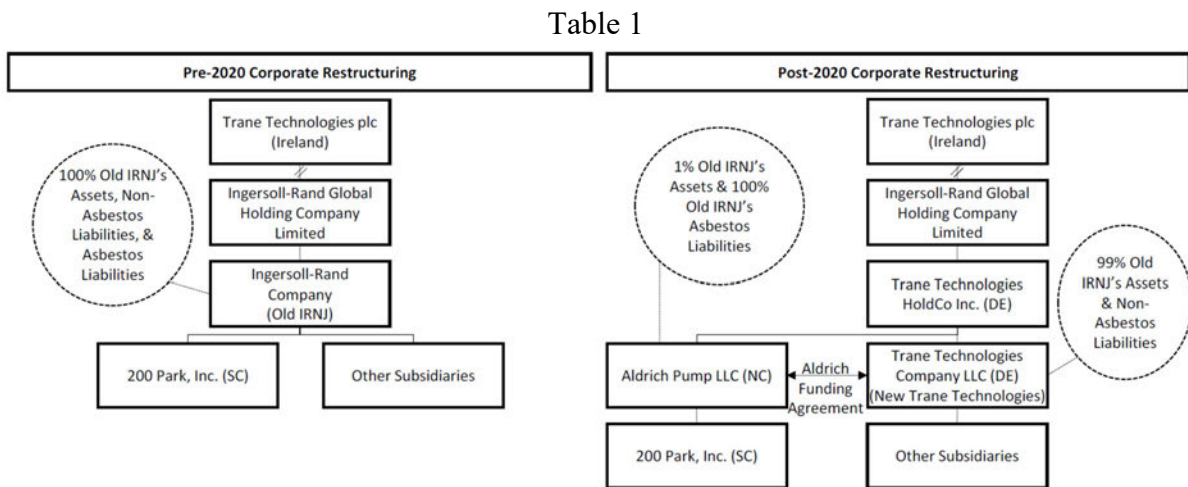 Table 1
Pre-2020 Corporate Restructuring
Trane Technologies plc
(Ireland)
100% Old IRNJ's
Assets, Non-
Asbestos
Liabilities, &
Asbestos
Liabilities
Ingersoll-Rand Global
Holding Company
Limited
Ingersoll-Rand
Company
(Old IRNJ)
200 Park, Inc. (SC)
Other Subsidiaries
Post-2020 Corporate Restructuring
Trane Technologies plc
(Ireland)
1% Old IRNJ's
Assets & 100%
Old IRNJ's
Asbestos
Liabilities
Ingersoll-Rand Global
Holding Company
Limited
Trane Technologies
HoldCo Inc. (DE)
99% Old
IRNJ's Assets
& Non-
Asbestos
Liabilities
Aldrich Pump LLC (NC)
Aldrich
Funding
Agreement
Trane Technologies
Company LLC (DE)
(New Trane Technologies)
200 Park, Inc. (SC)
Other Subsidiaries